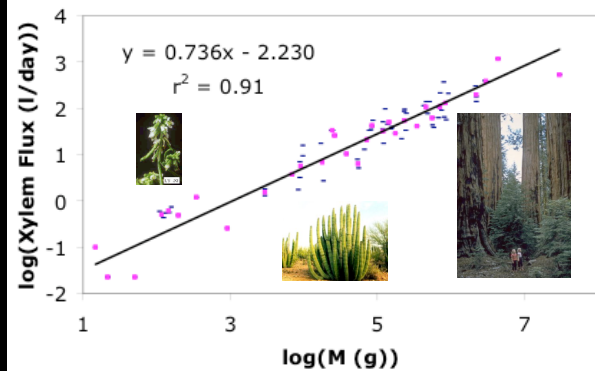 4
3
2
1
0
-1
-2
log(Xylem Flux (l/day))
y = 0.736x - 2.230
r² = 0.91
1 3 5 7
log(M (g))